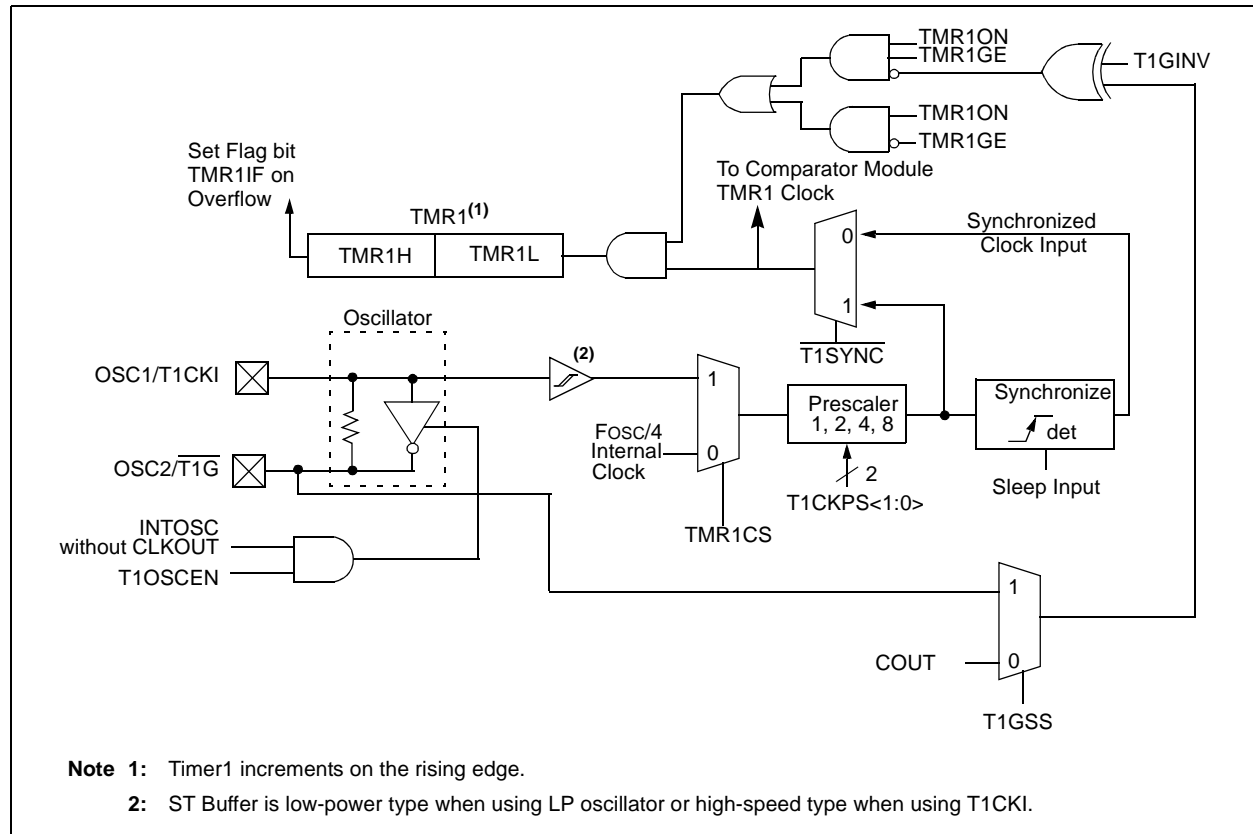 TMR1ON
TMR1GE
T1GINV
TMR1ON
TMR1GE
Set Flag bit
TMR1IF on
Overflow
To Comparator Module
TMR1 Clock
TMR1(1)
TMR1H
TMR1L
0
1
Synchronized
Clock Input
T1SYNC
Oscillator
(2)
OSC1/T1CKI
1
0
FOSC/4
Internal
Clock
Prescaler
1, 2, 4, 8
Synchronize
det
OSC2/T1G
2
T1CKPS<1:0>
Sleep Input
TMR1CS
INTOSC
without CLKOUT
T1OSCEN
1
0
COUT
T1GSS
Note 1: Timer1 increments on the rising edge.
2: ST Buffer is low-power type when using LP oscillator or high-speed type when using T1CKI.